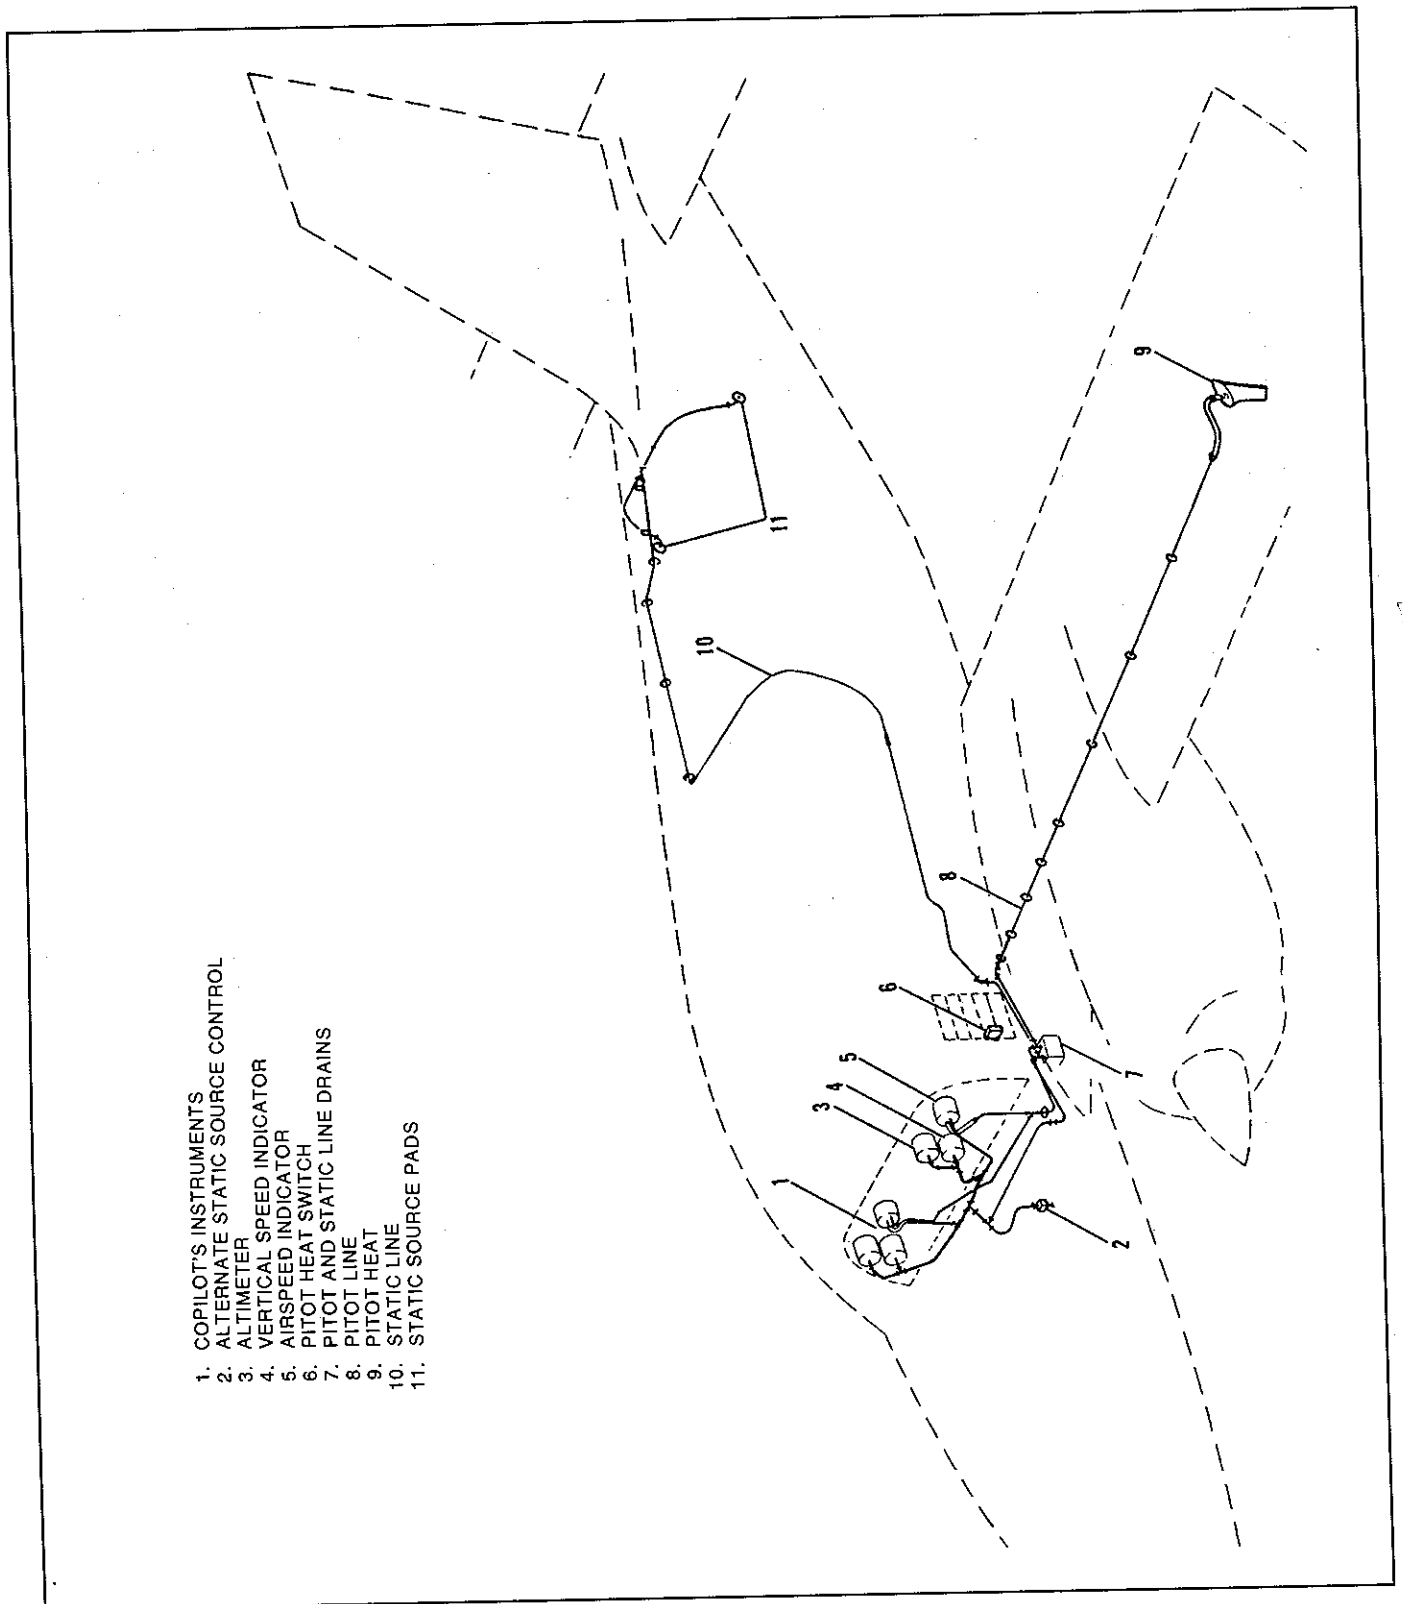 1. COPILOT'S INSTRUMENTS
2. ALTERNATE STATIC SOURCE CONTROL
3. ALTIMETER
4. VERTICAL SPEED INDICATOR
5. AIRSPEED INDICATOR
6. PITOT HEAT SWITCH
7. PITOT AND STATIC LINE DRAINS
8. PITOT LINE
9. PITOT HEAT
10. STATIC LINE
11. STATIC SOURCE PADS
1
2
3
4
5
6
7
8
9
10
11